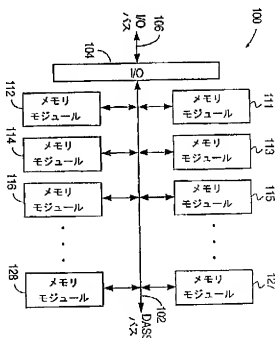 100
I/O
バス
106
104
I/O
112
メモリ
モジュール
メモリ
モジュール
111
114
メモリ
モジュール
メモリ
モジュール
113
116
メモリ
モジュール
メモリ
モジュール
115
128
メモリ
モジュール
メモリ
モジュール
127
102
DASS
バス